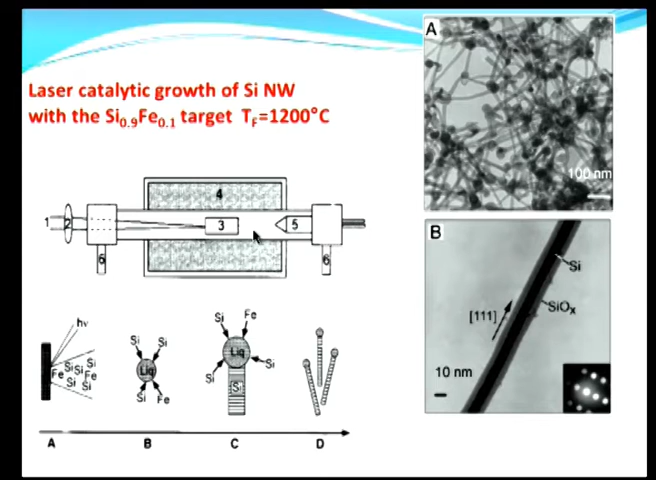 Laser catalytic growth of Si NW
with the Si₀.₉Fe₀.₁ target T_F=1200°C
4
1 2 3 5
6 6
hν
Fe Si Si Si Fe Si Si
A
Si Si
Liq
Si Fe
B
Si Fe
Liq
Si Si
Si
C
D
A
100 nm
B
Si
SiOₓ
[111]
10 nm